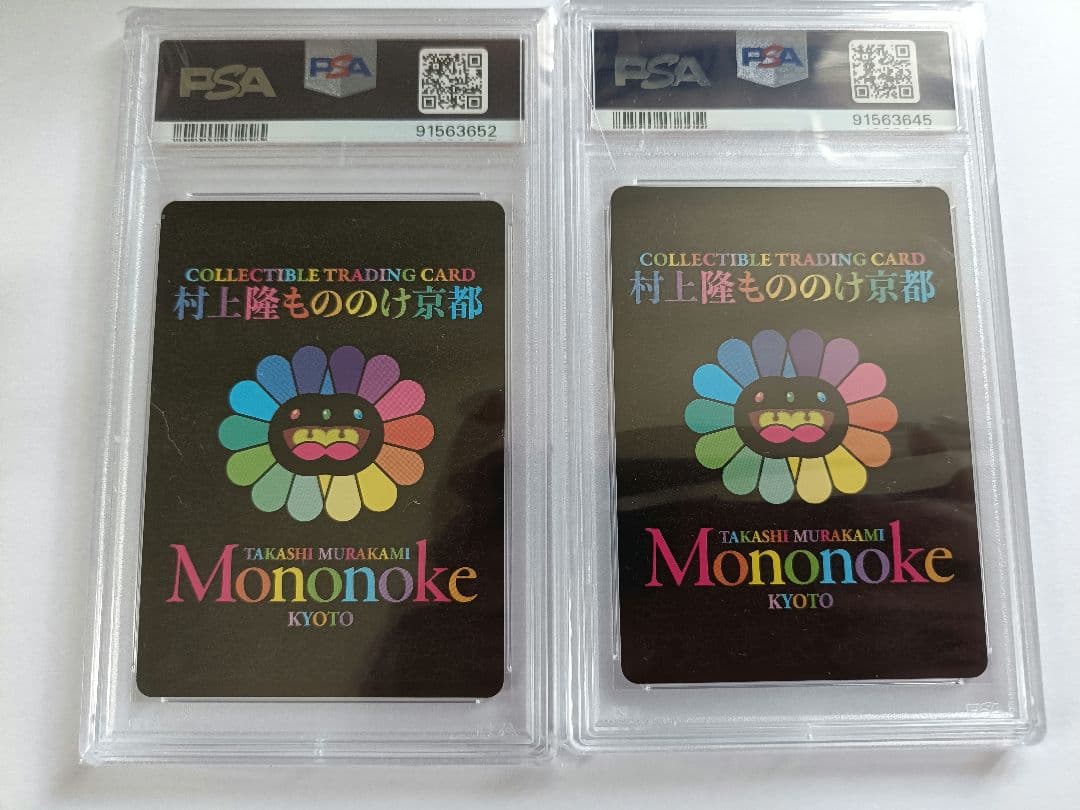 PSA
PSA
91563652
COLLECTIBLE TRADING CARD
村上隆もののけ京都
TAKASHI MURAKAMI
Mononoke
KYOTO
PSA
PSA
91563645
COLLECTIBLE TRADING CARD
村上隆もののけ京都
TAKASHI MURAKAMI
Mononoke
KYOTO
PSA